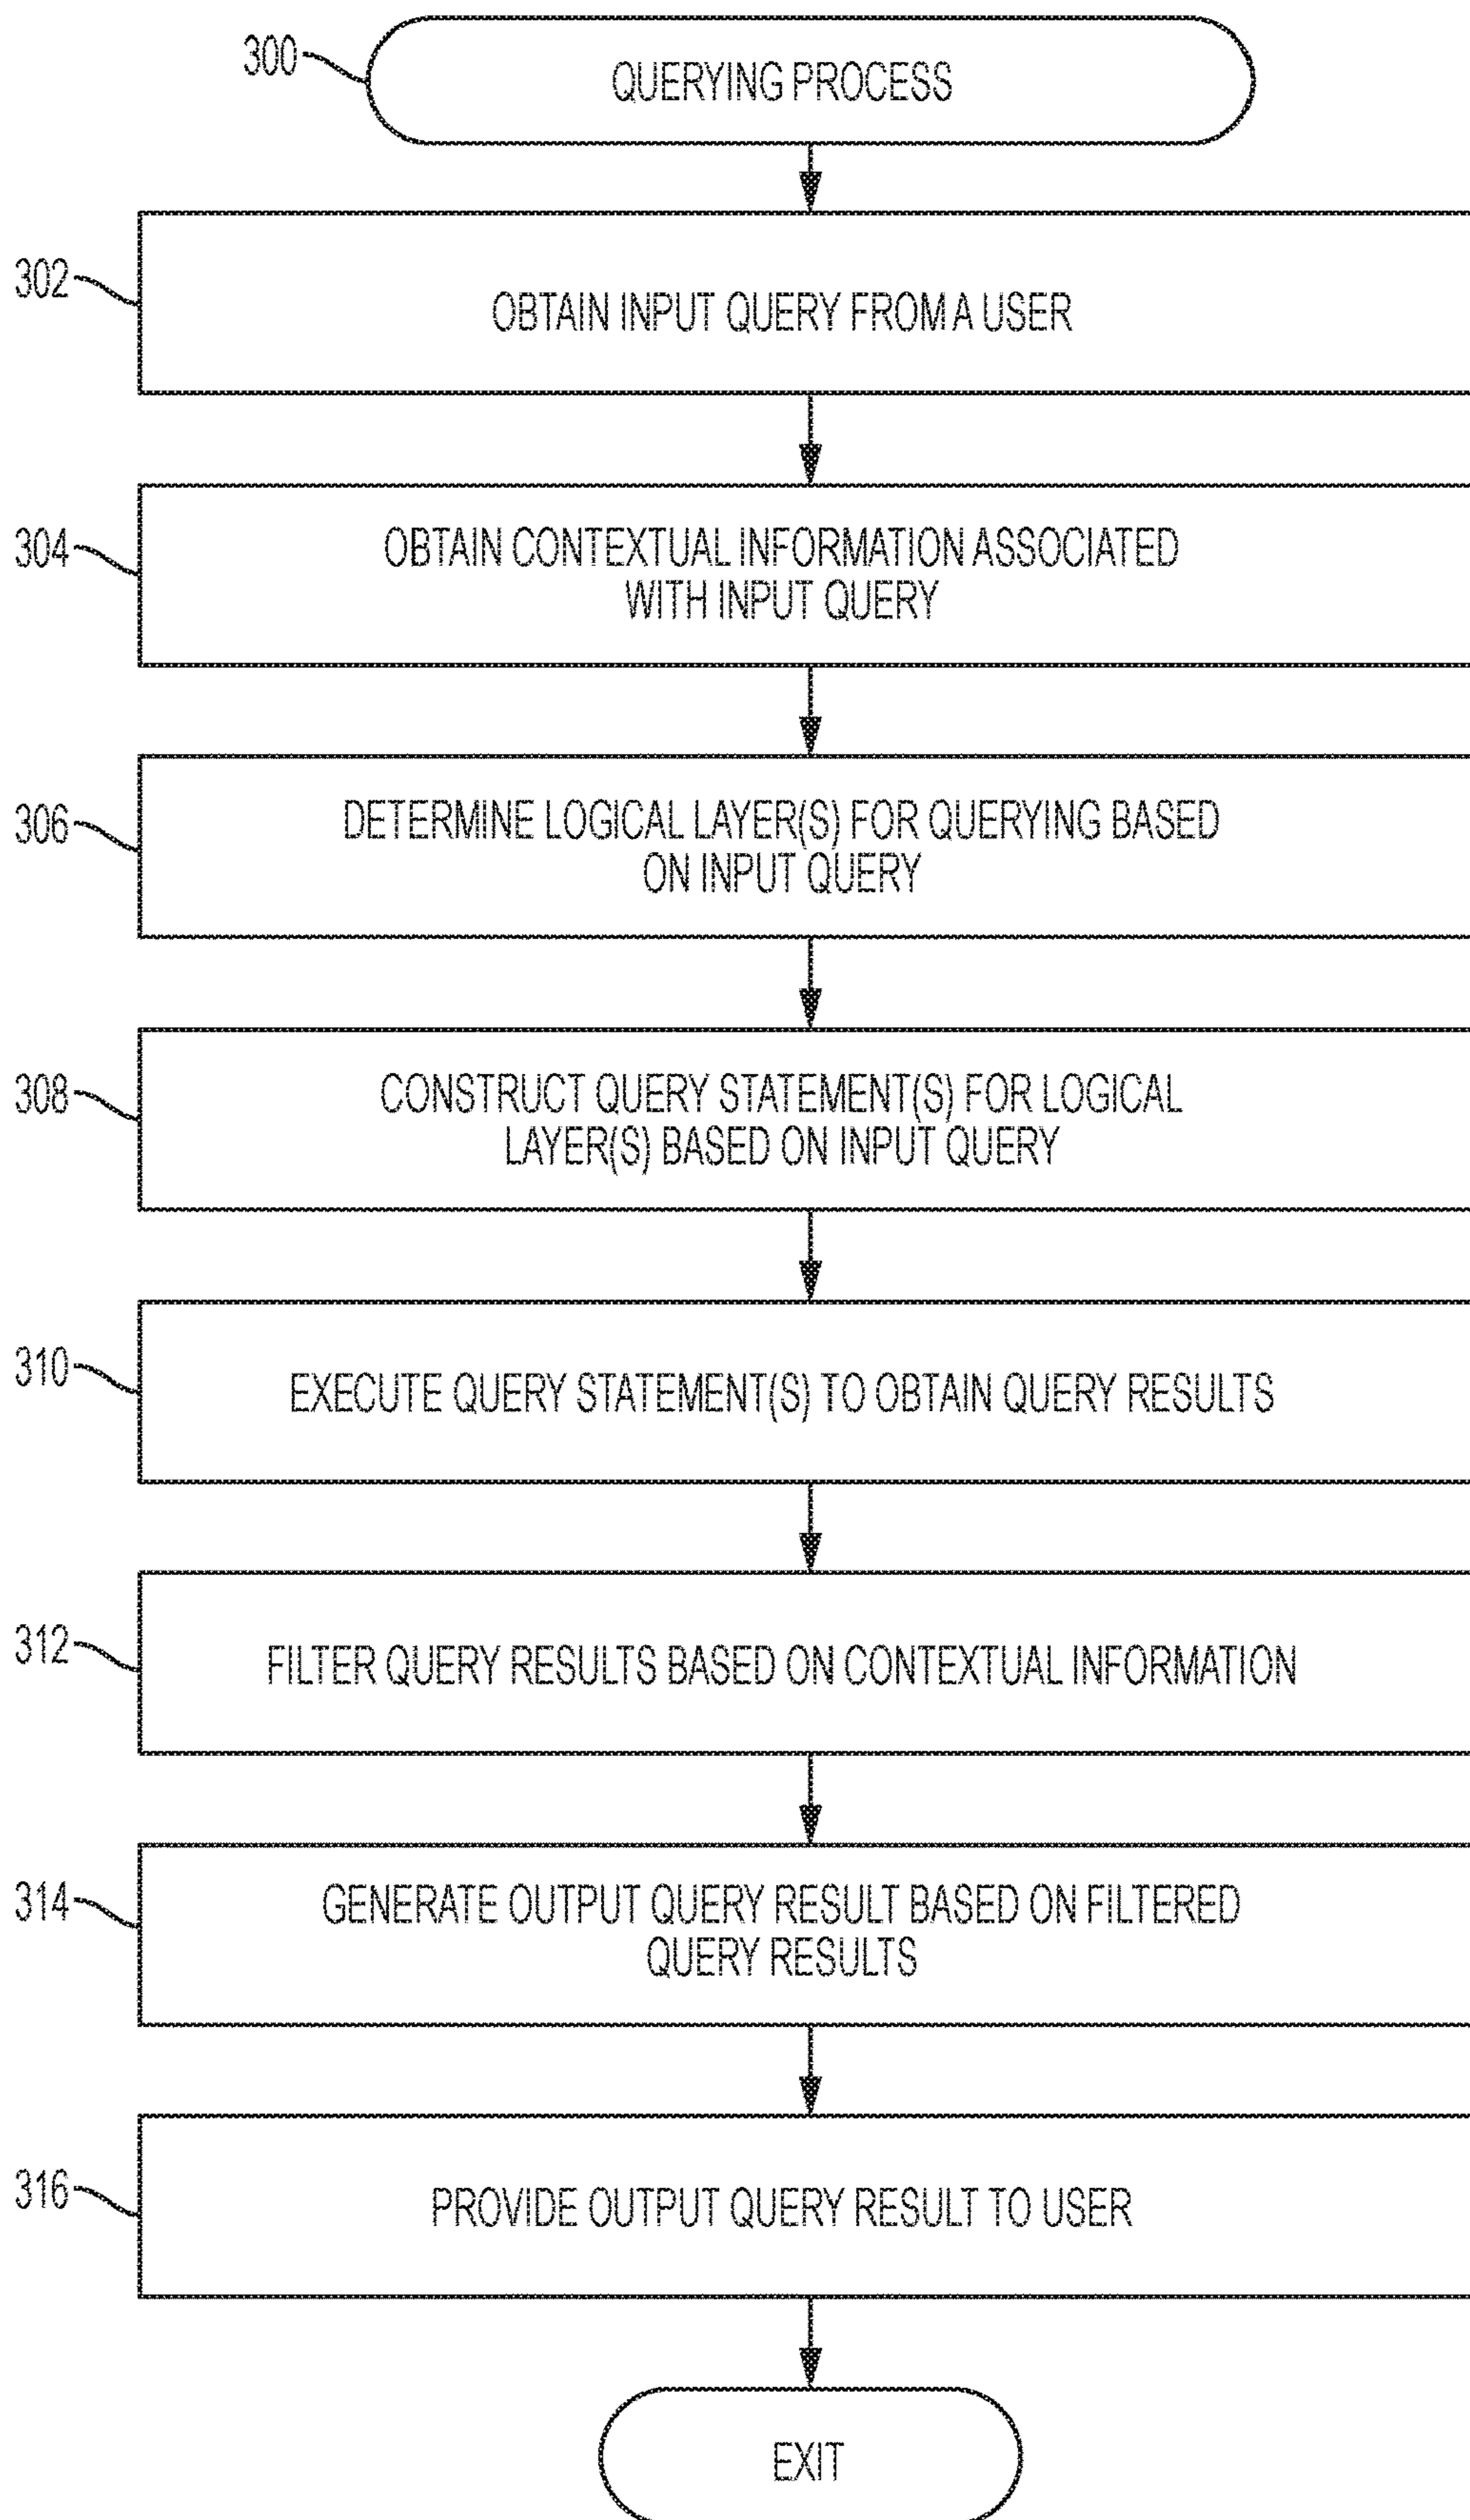 300
QUERYING PROCESS
302
OBTAIN INPUT QUERY FROM A USER
304
OBTAIN CONTEXTUAL INFORMATION ASSOCIATED
WITH INPUT QUERY
306
DETERMINE LOGICAL LAYER(S) FOR QUERYING BASED
ON INPUT QUERY
308
CONSTRUCT QUERY STATEMENT(S) FOR LOGICAL
LAYER(S) BASED ON INPUT QUERY
310
EXECUTE QUERY STATEMENT(S) TO OBTAIN QUERY RESULTS
312
FILTER QUERY RESULTS BASED ON CONTEXTUAL INFORMATION
314
GENERATE OUTPUT QUERY RESULT BASED ON FILTERED
QUERY RESULTS
316
PROVIDE OUTPUT QUERY RESULT TO USER
EXIT